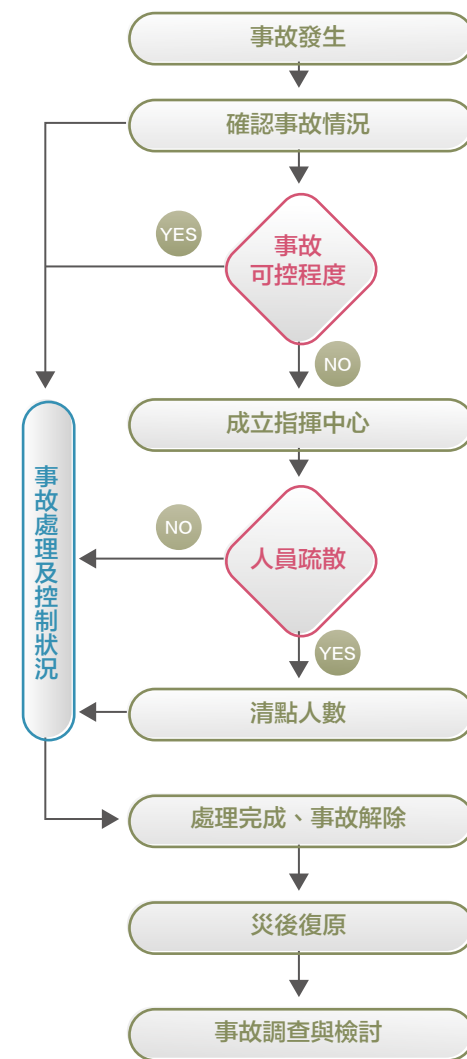 事故發生
確認事故情況
YES
事故
可控程度
NO
成立指揮中心
NO
人員疏散
事故處理及控制狀況
YES
清點人數
處理完成、事故解除
災後復原
事故調查與檢討